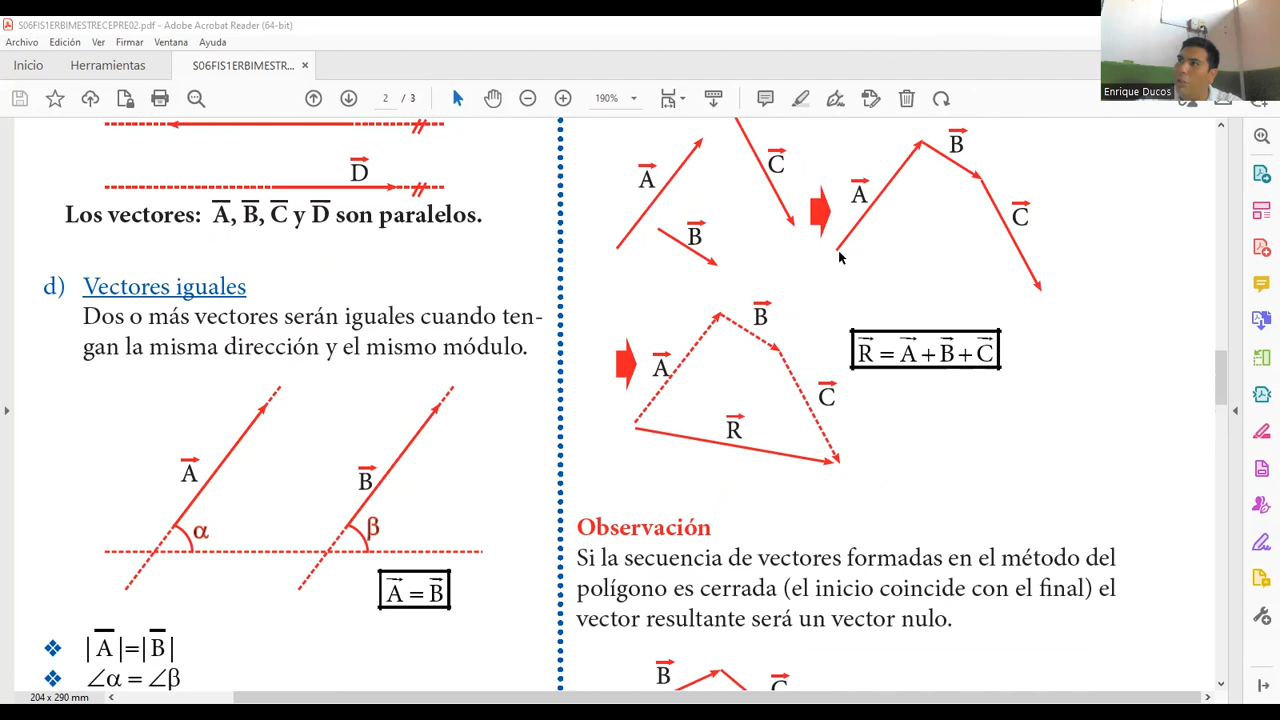 S06FIS1ERBIMESTRECEPRE02.pdf - Adobe Acrobat Reader (64-bit)
Archivo Edición Ver Firmar Ventana Ayuda
Inicio Herramientas S06FIS1ERBIMESTR... ×
2 / 3 190%
Enrique Ducos
D
Los vectores: A, B, C y D son paralelos.
d) Vectores iguales
Dos o más vectores serán iguales cuando ten-
gan la misma dirección y el mismo módulo.
A
α
B
β
A = B
|A|=|B|
∠α = ∠β
A
B
C
A
B
C
A
B
C
R
R = A + B + C
Observación
Si la secuencia de vectores formadas en el método del
polígono es cerrada (el inicio coincide con el final) el
vector resultante será un vector nulo.
B
C
204 x 290 mm